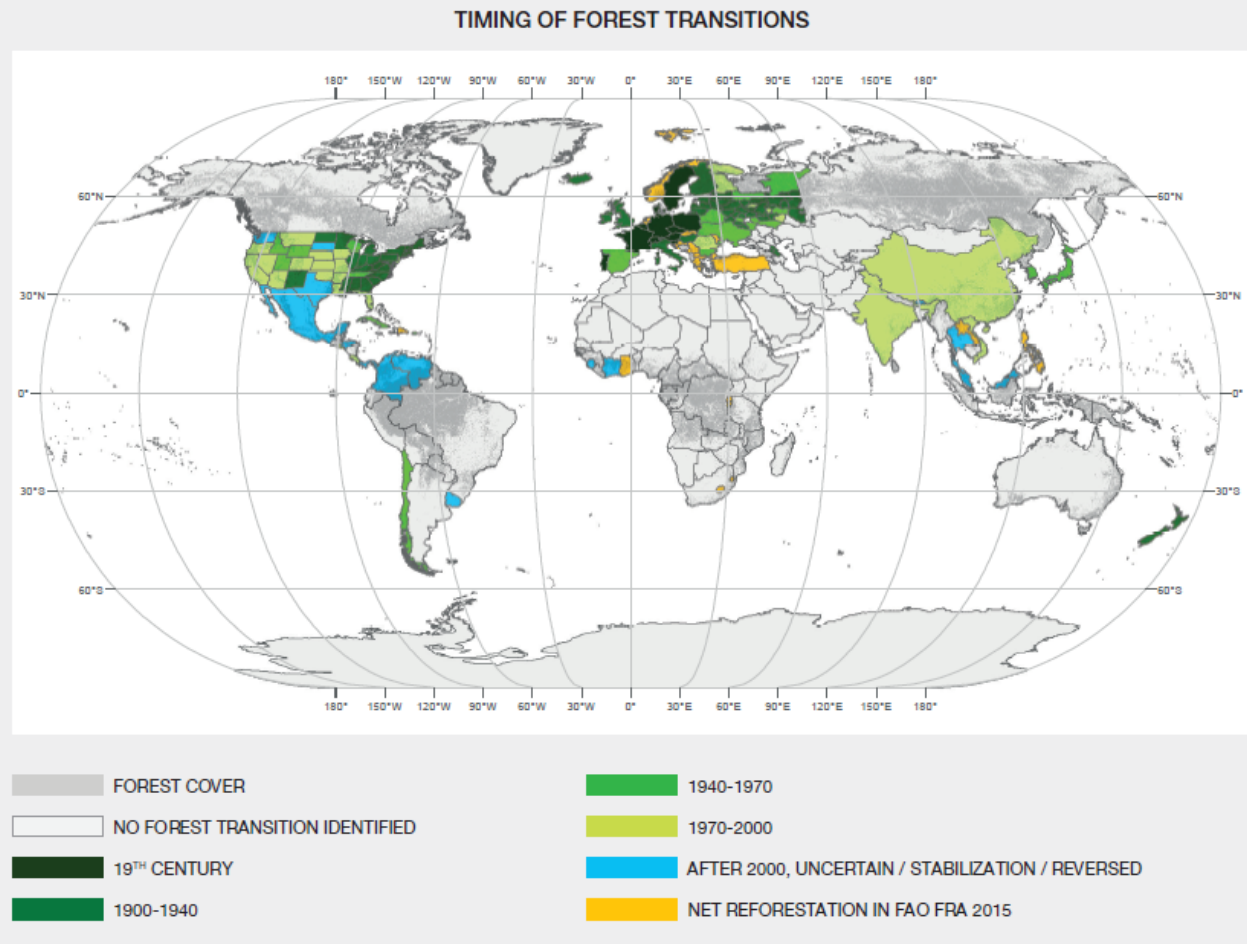 TIMING OF FOREST TRANSITIONS
180° 150°W 120°W 90°W 60°W 30°W 0° 30°E 60°E 90°E 120°E 150°E 180°
60°N 60°N
30°N 30°N
0° 0°
30°S 30°S
60°S 60°S
180° 150°W 120°W 90°W 60°W 30°W 0° 30°E 60°E 90°E 120°E 150°E 180°
FOREST COVER
NO FOREST TRANSITION IDENTIFIED
19TH CENTURY
1900-1940
1940-1970
1970-2000
AFTER 2000, UNCERTAIN / STABILIZATION / REVERSED
NET REFORESTATION IN FAO FRA 2015